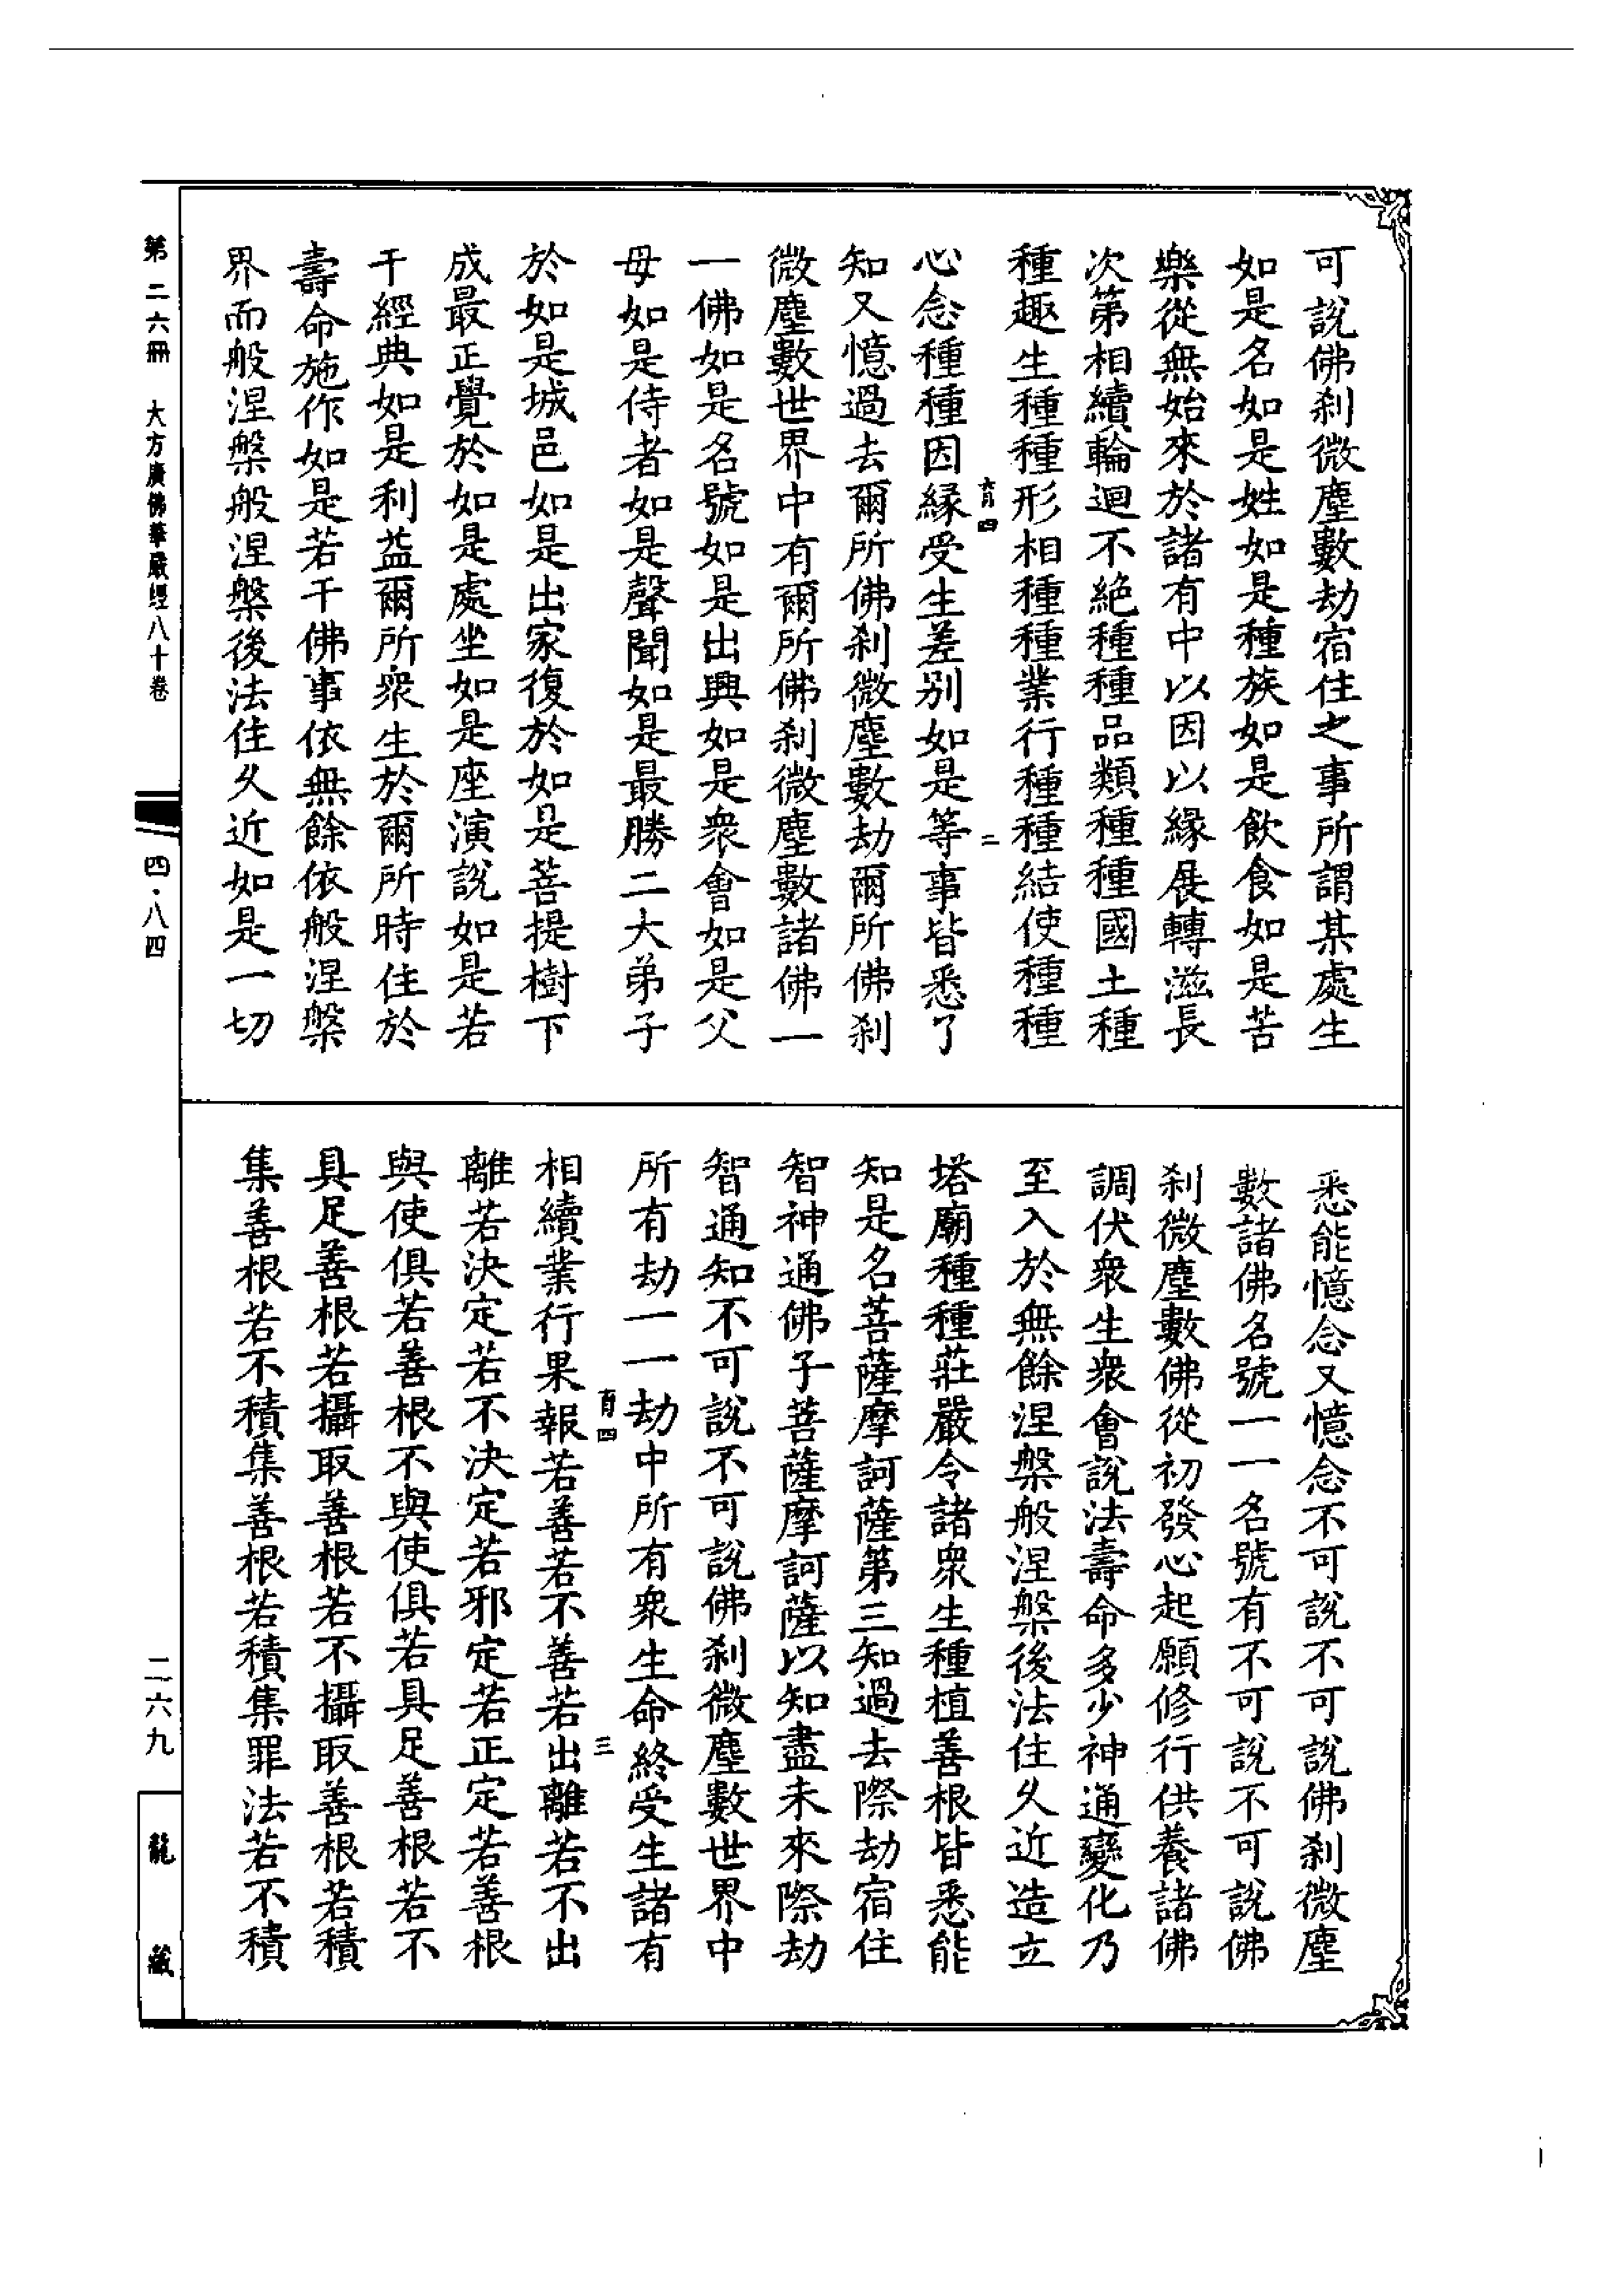 可說佛刹微塵數劫宿住之事所謂某處生
如是名如是姓如是種族如是飲食如是苦
樂從無始來於諸有中以因以緣展轉滋長
次第相續輪迴不絕種種品類種種國土種
種趣生種種形相種種業行種種結使種種
心念種種因緣受生差别如是等事皆悉了
知又憶過去爾所佛刹微塵數劫爾所佛刹
微塵數世界中有爾所佛刹微塵數諸佛一
一佛如是名號如是出興如是衆會如是父
母如是侍者如是聲聞如是最勝二大弟子
於如是城邑如是出家復於如是菩提樹下
成最正覺於如是處坐如是座演說如是若
干經典如是利益爾所衆生於爾所時住於
壽命施作如是若干佛事依無餘依般涅槃
界而般涅槃般涅槃後法住久近如是一切
悉能憶念又憶念不可說不可說佛刹微塵
數諸佛名號一一名號有不可說不可說佛
刹微塵數佛從初發心起願修行供養諸佛
調伏衆生衆會說法壽命多少神通變化乃
至入於無餘涅槃般涅槃後法住久近造立
塔廟種種莊嚴令諸衆生種植善根皆悉能
知是名菩薩摩訶薩第三知過去際劫宿住
智神通佛子菩薩摩訶薩以知盡未來際劫
智通知不可說不可說佛刹微塵數世界中
所有劫一一劫中所有衆生命終受生諸有
相續業行果報若善若不善若出離若不出
離若決定若不決定若邪定若正定若善根
與使俱若善根不與使俱若具足善根若不
具足善根若攝取善根若不攝取善根若積
集善根若不積集善根若積集罪法若不積
第二六冊 大方廣佛華嚴經八十卷
四·八四
二六九
龍藏